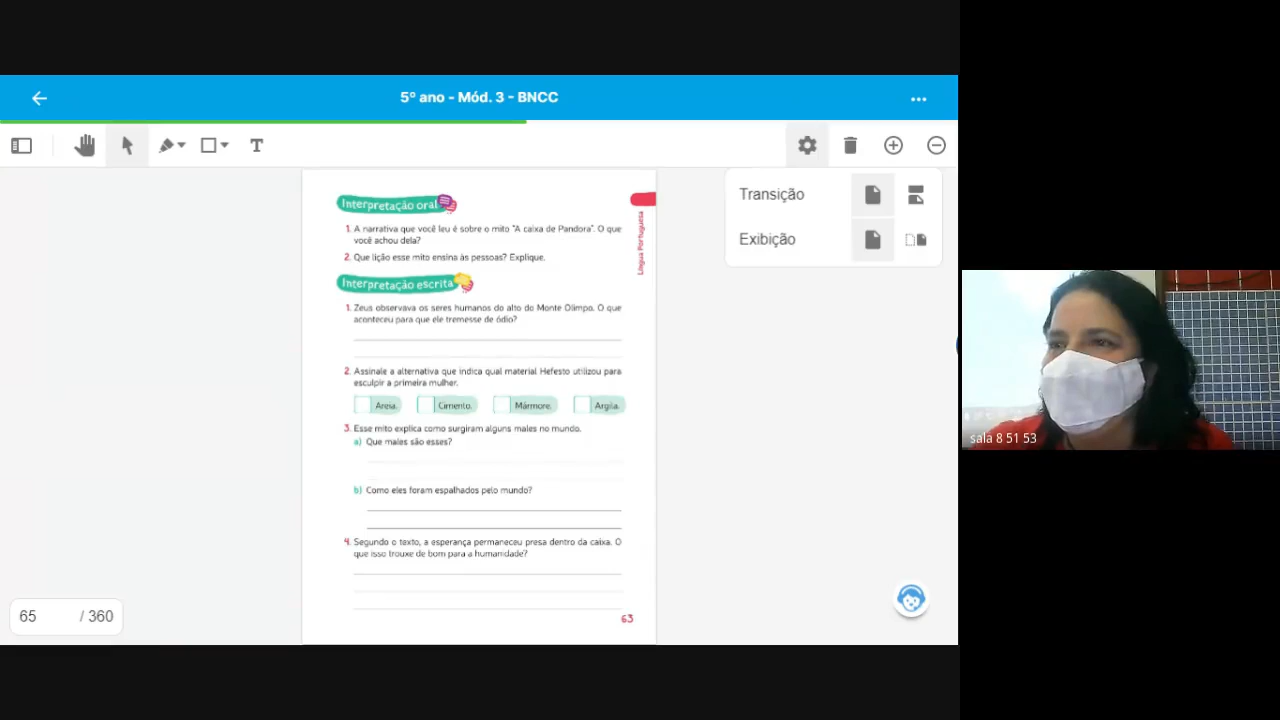 5º ano - Mód. 3 - BNCC
T
Transição
Exibição
Interpretação oral
1. A narrativa que você leu é sobre o mito "A caixa de Pandora". O que
você achou dela?
2. Que lição esse mito ensina às pessoas? Explique.
Língua Portuguesa
Interpretação escrita
1. Zeus observava os seres humanos do alto do Monte Olimpo. O que
aconteceu para que ele tremesse de ódio?
2. Assinale a alternativa que indica qual material Hefesto utilizou para
esculpir a primeira mulher.
Areia. Cimento. Mármore. Argila.
3. Esse mito explica como surgiram alguns males no mundo.
a) Que males são esses?
b) Como eles foram espalhados pelo mundo?
4. Segundo o texto, a esperança permaneceu presa dentro da caixa. O
que isso trouxe de bom para a humanidade?
63
65 / 360
sala 8 51 53